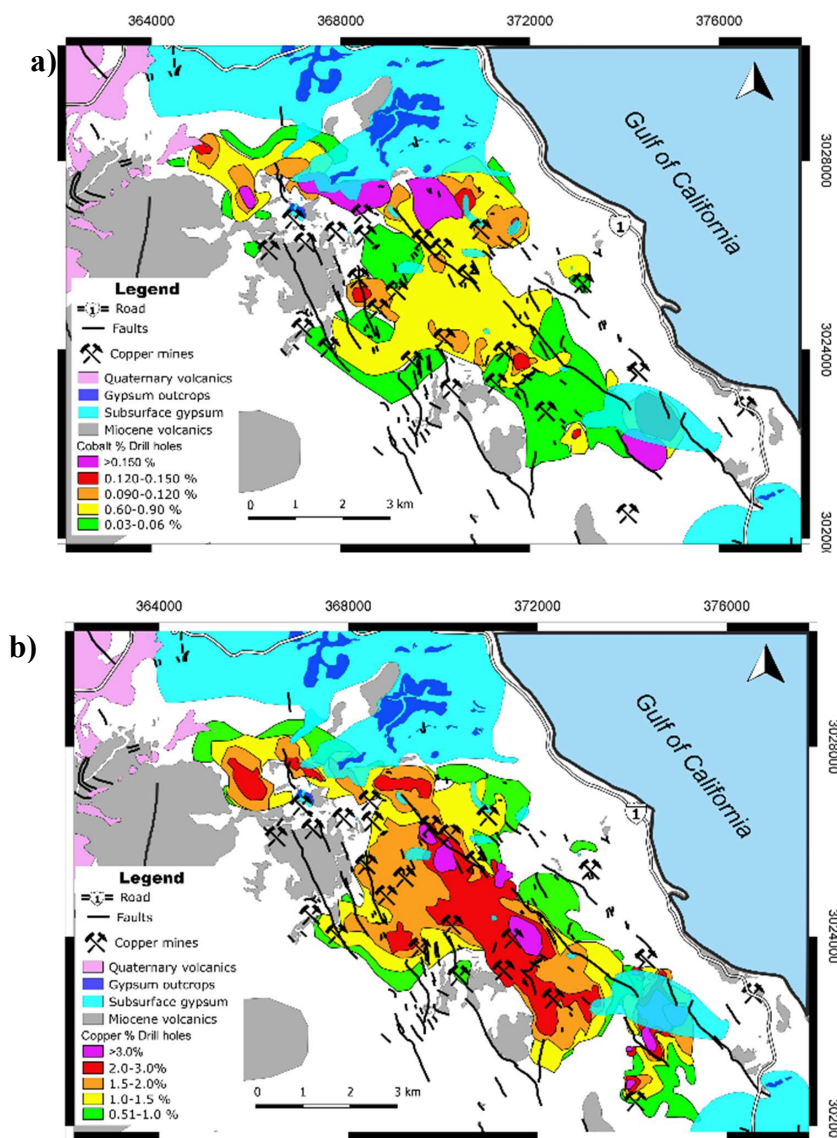 364000 368000 372000 376000
a)
Gulf of California
3028000
1
Legend
1 Road
Faults
Copper mines
3024000
Quaternary volcanics
Gypsum outcrops
Subsurface gypsum
Miocene volcanics
Cobalt % Drill holes
>0.150 %
0.120-0.150 %
0.090-0.120 %
0.60-0.90 %
0.03-0.06 %
0 1 2 3 km
302200
364000 368000 372000 376000
b)
Gulf of California
3028000
1
Legend
1 Road
Faults
Copper mines
3024000
Quaternary volcanics
Gypsum outcrops
Subsurface gypsum
Miocene volcanics
Copper % Drill holes
>3.0%
2.0-3.0%
1.5-2.0%
1.0-1.5 %
0.51-1.0 %
0 1 2 3 km